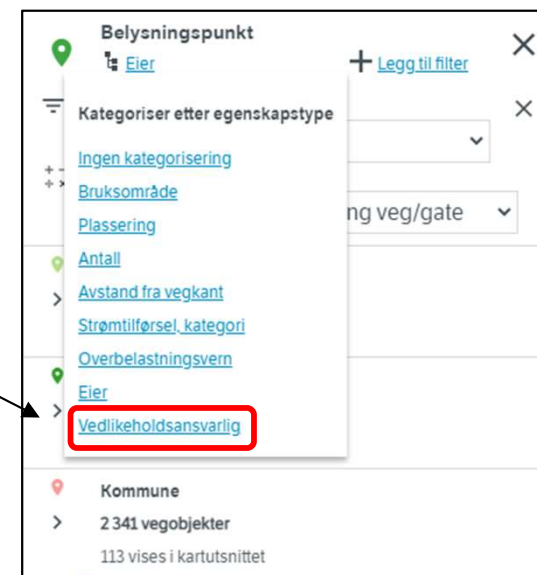 Belysningspunkt
Eier
Legg til filter
Kategoriser etter egenskapstype
Ingen kategorisering
Bruksområde
Plassering
ng veg/gate
Antall
Avstand fra vegkant
Strømtilførsel, kategori
Overbelastningsvern
Eier
Vedlikeholdsansvarlig
Kommune
2 341 vegobjekter
113 vises i kartutsnittet